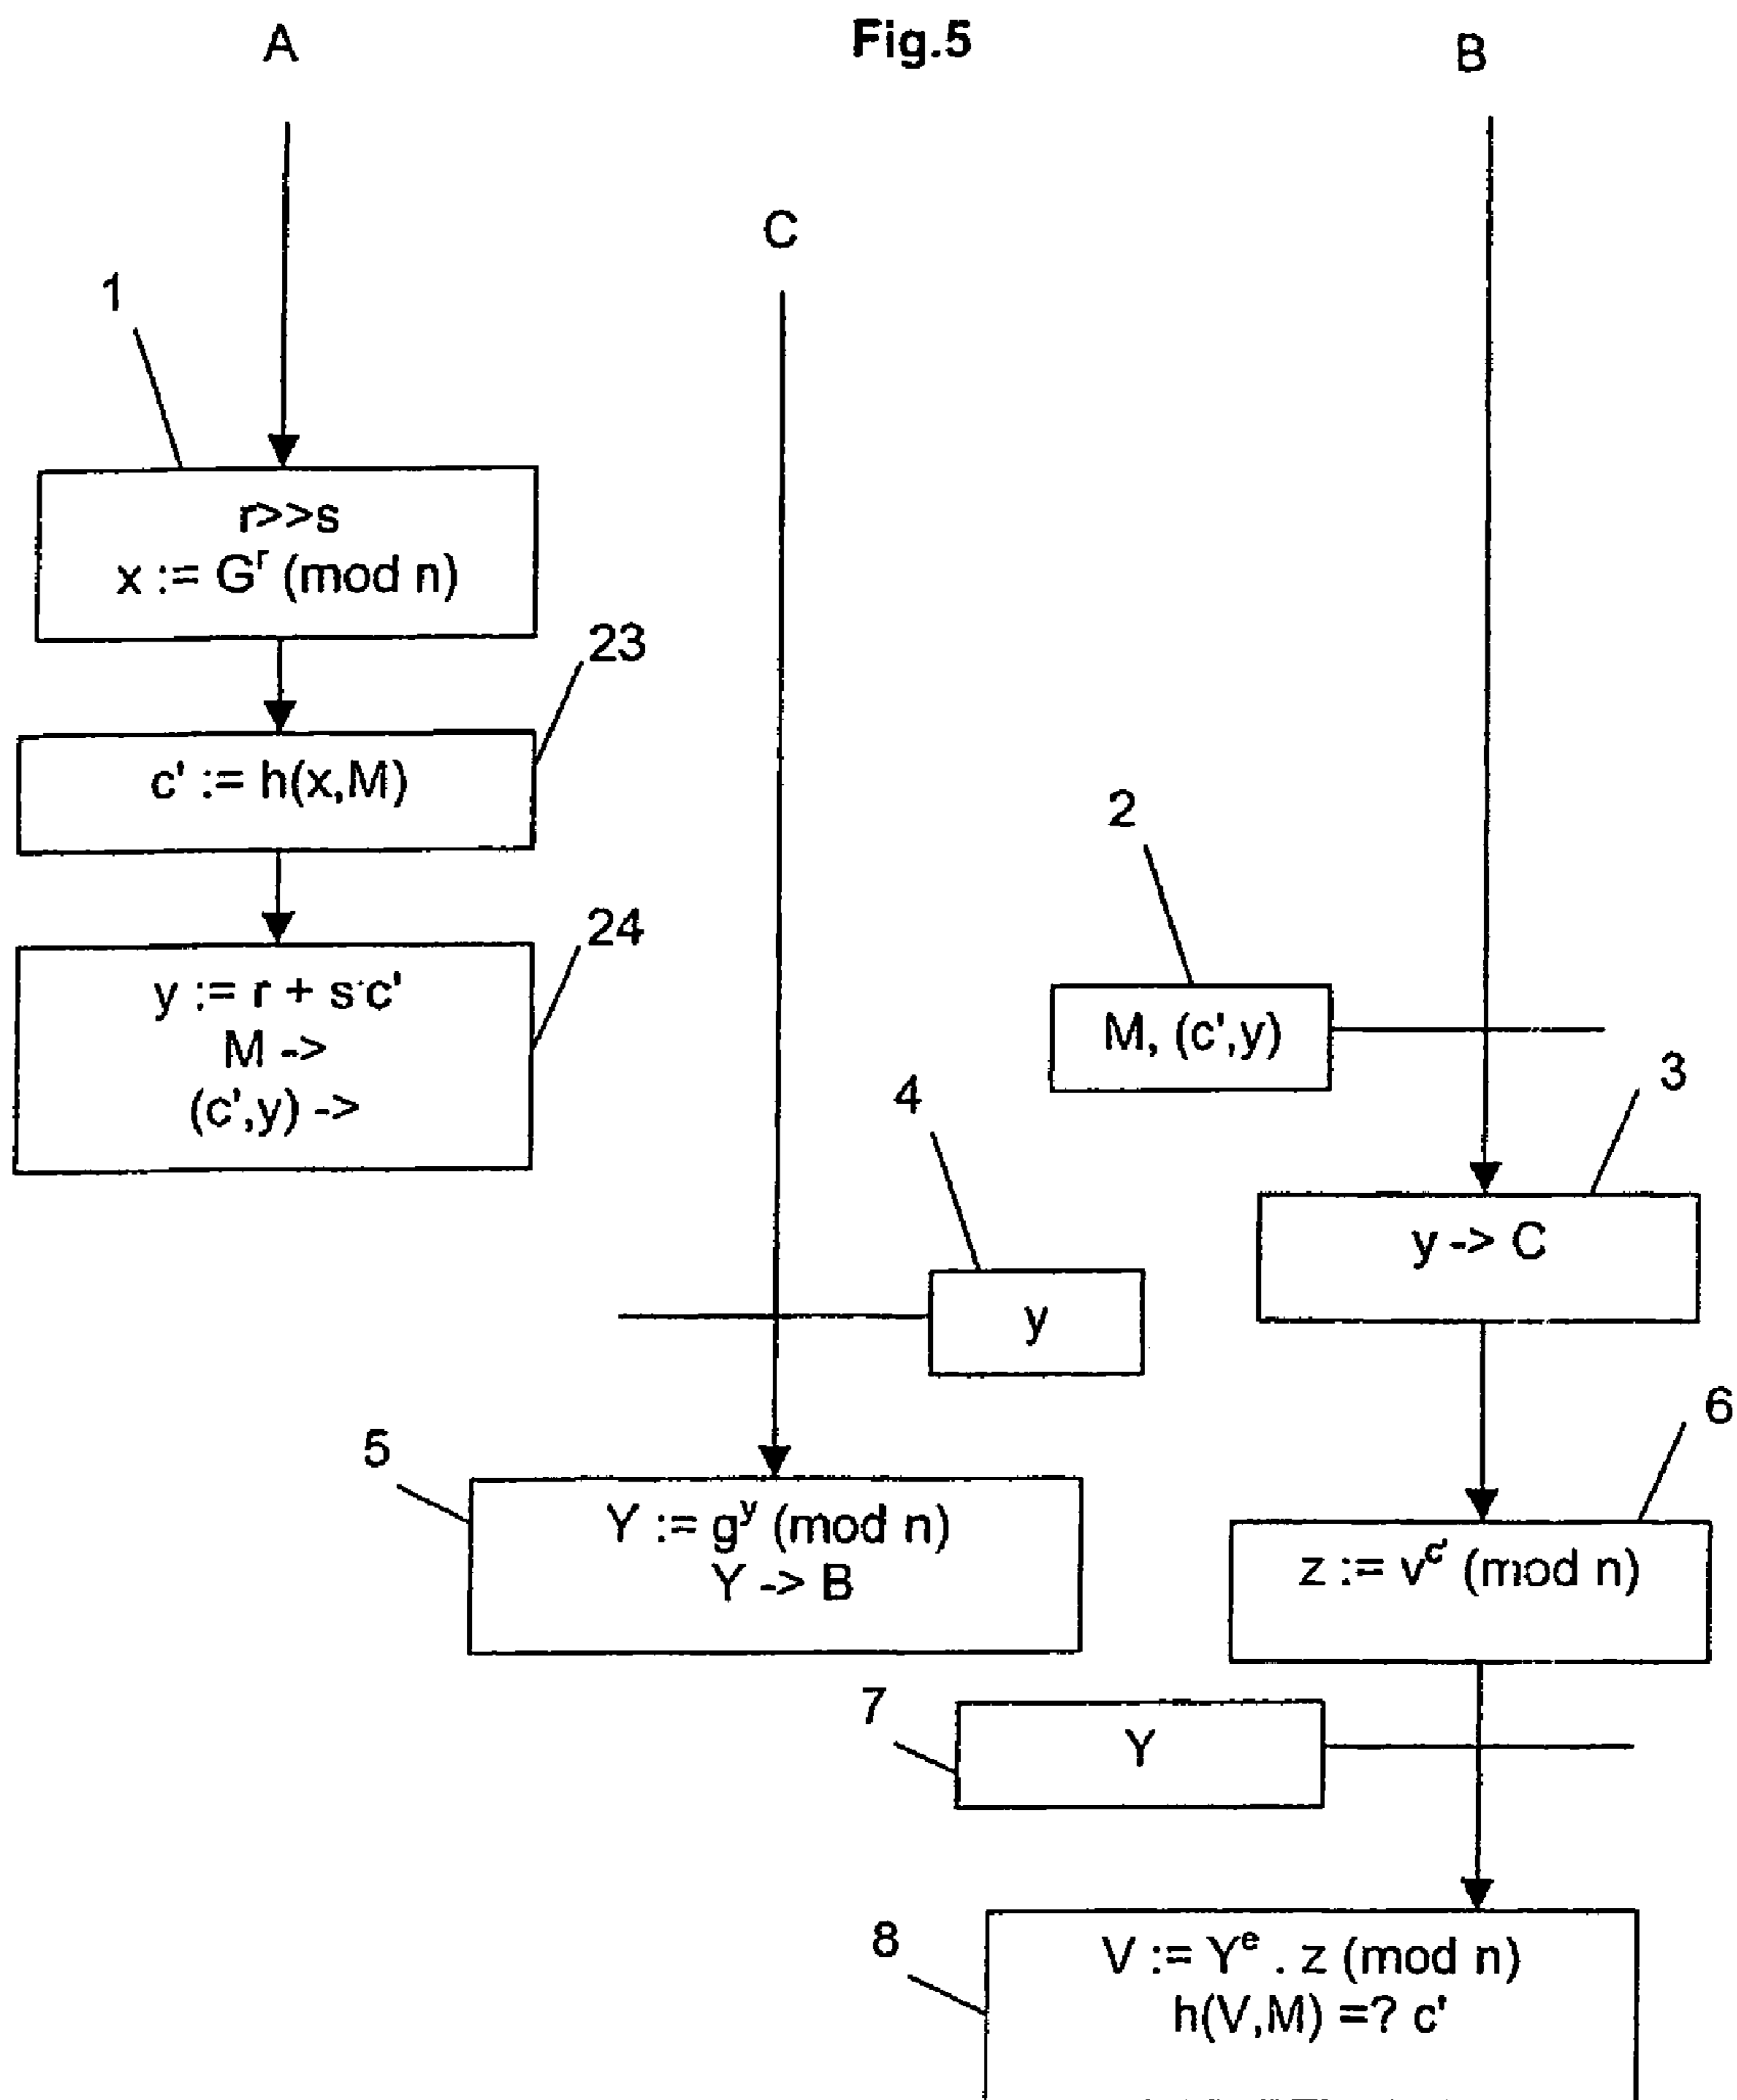 Fig.5
A
B
C
1
r>>s
x := G^r (mod n)
23
c' := h(x,M)
24
y := r + s·c'
M ->
(c',y) ->
2
M, (c',y)
3
y -> C
4
y
5
Y := g^y (mod n)
Y -> B
6
z := v^c' (mod n)
7
Y
8
V := Y^e . z (mod n)
h(V,M) =? c'